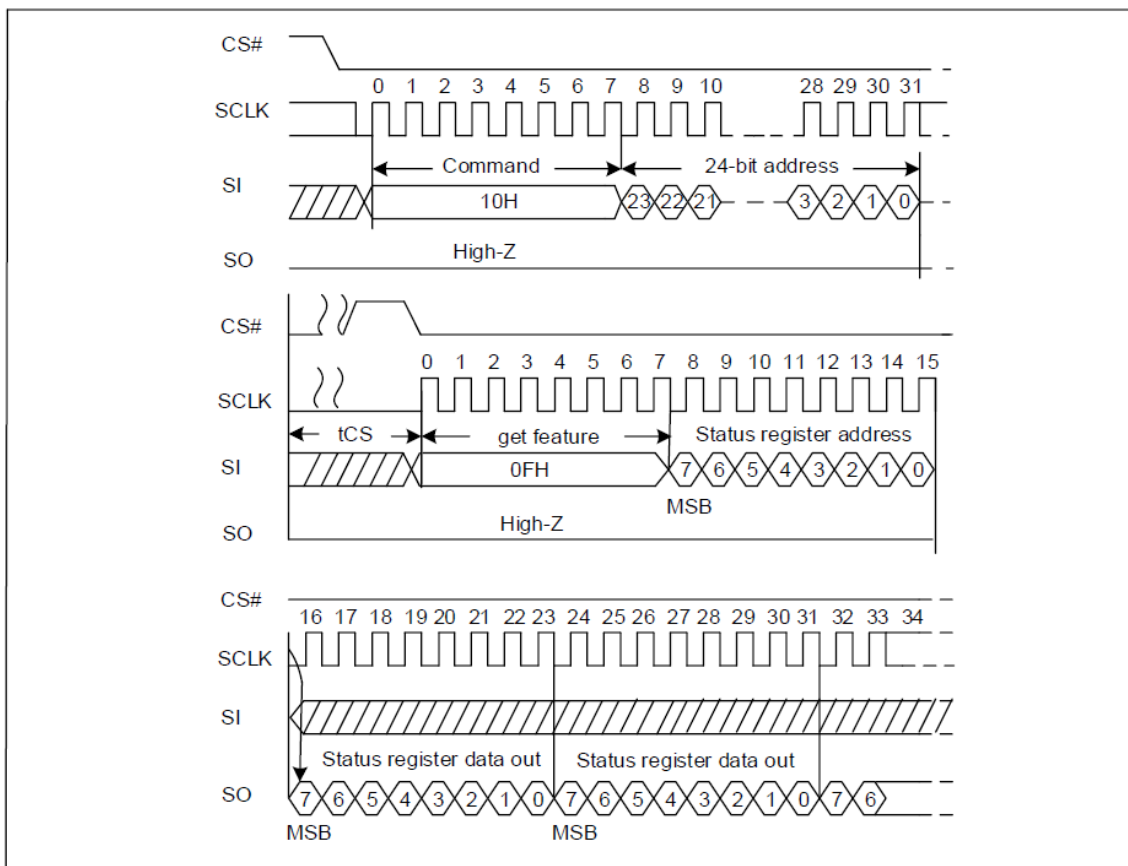 CS#
0 1 2 3 4 5 6 7 8 9 10 28 29 30 31
SCLK
Command 24-bit address
SI
10H 23 22 21 3 2 1 0
High-Z
SO
CS#
0 1 2 3 4 5 6 7 8 9 10 11 12 13 14 15
SCLK
tCS get feature Status register address
SI
0FH 7 6 5 4 3 2 1 0
MSB
High-Z
SO
CS#
16 17 18 19 20 21 22 23 24 25 26 27 28 29 30 31 32 33 34
SCLK
SI
Status register data out Status register data out
SO
7 6 5 4 3 2 1 0 7 6 5 4 3 2 1 0 7 6
MSB MSB